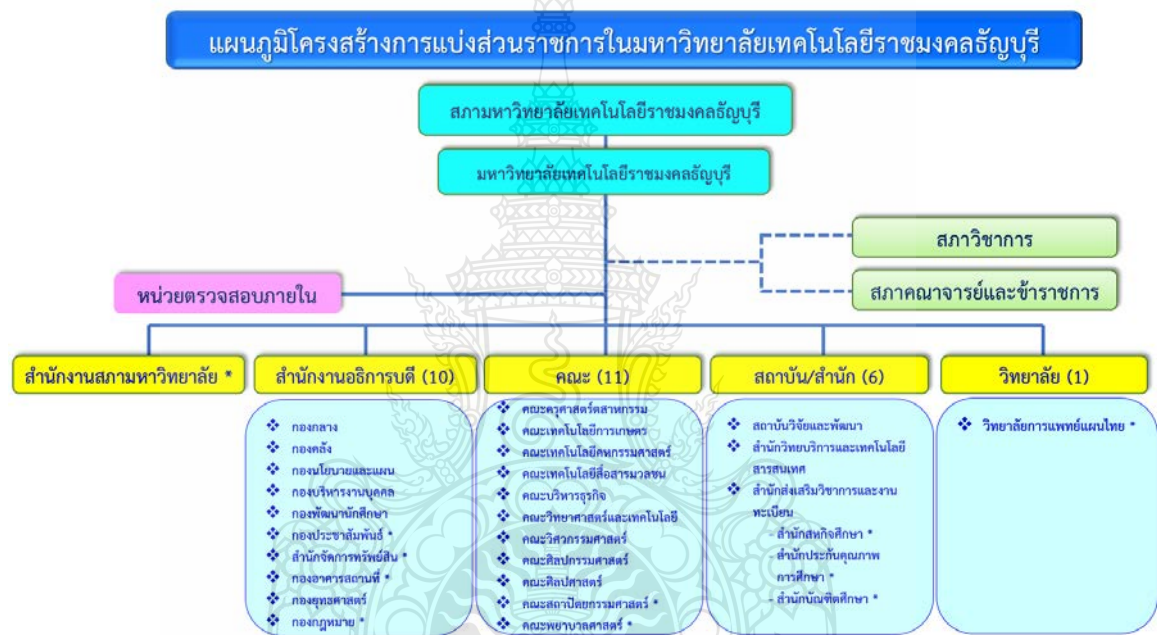 แผนภูมิโครงสร้างการแบ่งส่วนราชการในมหาวิทยาลัยเทคโนโลยีราชมงคลธัญบุรี
สภามหาวิทยาลัยเทคโนโลยีราชมงคลธัญบุรี
มหาวิทยาลัยเทคโนโลยีราชมงคลธัญบุรี
สภาวิชาการ
หน่วยตรวจสอบภายใน
สภาคณาจารย์และข้าราชการ
สำนักงานสภามหาวิทยาลัย *
สำนักงานอธิการบดี (10)
❖ กองกลาง
❖ กองคลัง
❖ กองนโยบายและแผน
❖ กองบริหารงานบุคคล
❖ กองพัฒนานักศึกษา
❖ กองประชาสัมพันธ์ *
❖ สำนักจัดการทรัพย์สิน *
❖ กองอาคารสถานที่ *
❖ กองยุทธศาสตร์
❖ กองกฎหมาย *
คณะ (11)
❖ คณะครุศาสตร์อุตสาหกรรม
❖ คณะเทคโนโลยีการเกษตร
❖ คณะเทคโนโลยีคหกรรมศาสตร์
❖ คณะเทคโนโลยีสื่อสารมวลชน
❖ คณะบริหารธุรกิจ
❖ คณะวิทยาศาสตร์และเทคโนโลยี
❖ คณะวิศวกรรมศาสตร์
❖ คณะศิลปกรรมศาสตร์
❖ คณะศิลปศาสตร์
❖ คณะสถาปัตยกรรมศาสตร์ *
❖ คณะพยาบาลศาสตร์ *
สถาบัน/สำนัก (6)
❖ สถาบันวิจัยและพัฒนา
❖ สำนักวิทยบริการและเทคโนโลยี
สารสนเทศ
❖ สำนักส่งเสริมวิชาการและงาน
ทะเบียน
- สำนักสหกิจศึกษา *
- สำนักประกันคุณภาพ
การศึกษา *
- สำนักบัณฑิตศึกษา *
วิทยาลัย (1)
❖ วิทยาลัยการแพทย์แผนไทย *